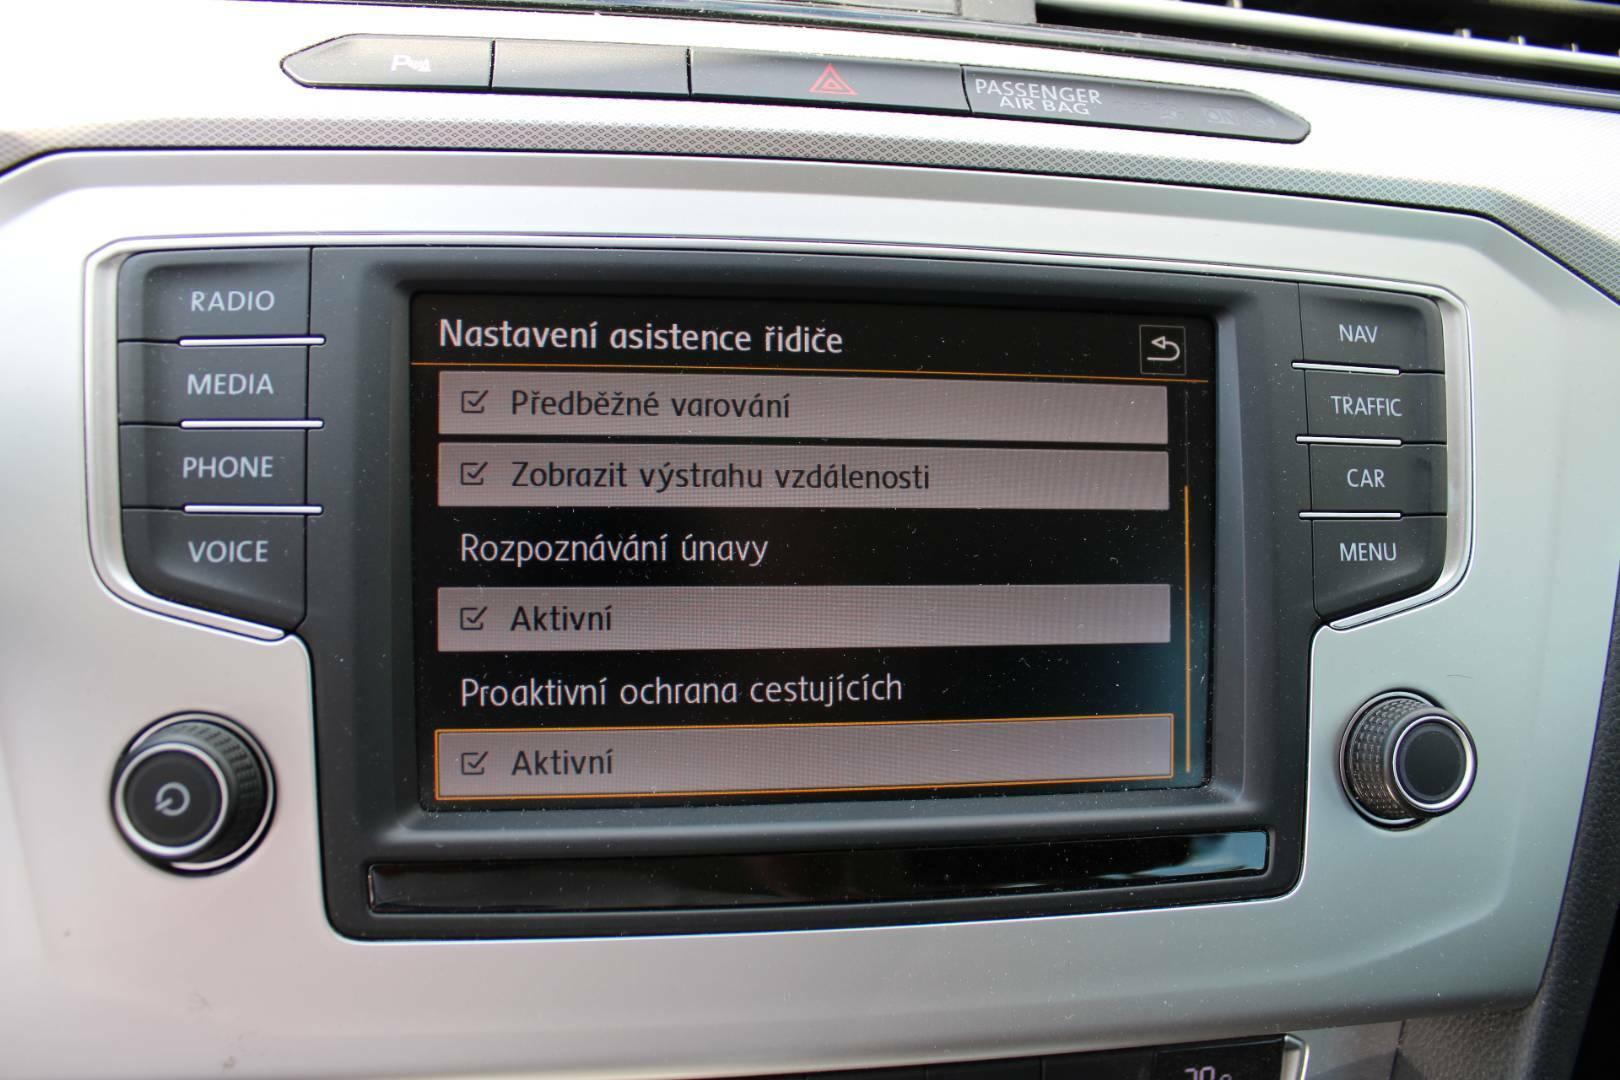 P
PASSENGER
AIR BAG
ON
RADIO
MEDIA
PHONE
VOICE
Nastavení asistence řidiče
Předběžné varování
Zobrazit výstrahu vzdálenosti
Rozpoznávání únavy
Aktivní
Proaktivní ochrana cestujících
Aktivní
NAV
TRAFFIC
CAR
MENU